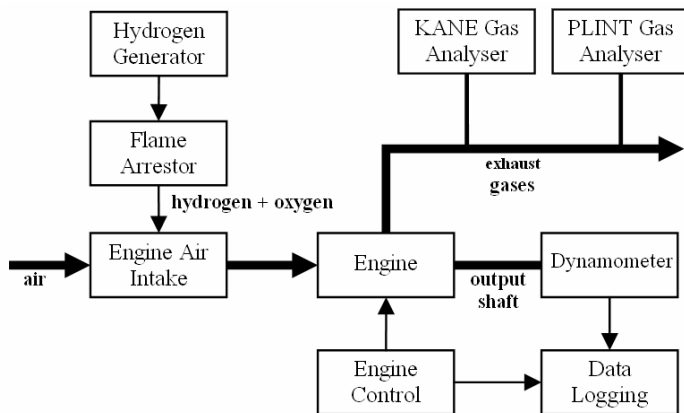 Hydrogen
Generator
KANE Gas
Analyser
PLINT Gas
Analyser
Flame
Arrestor
exhaust
gases
hydrogen + oxygen
air
Engine Air
Intake
Engine
output
shaft
Dynamometer
Engine
Control
Data
Logging